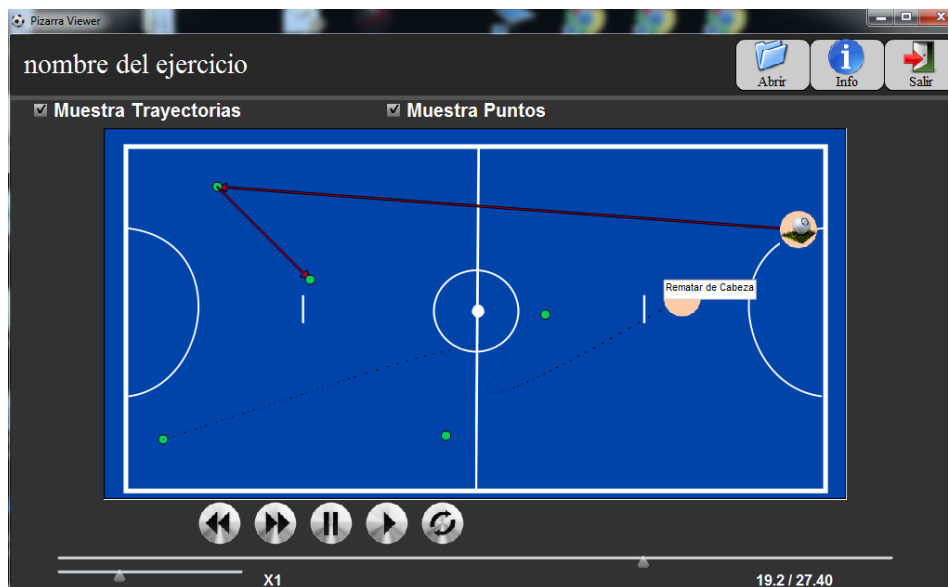 Pizarra Viewer
nombre del ejercicio
Abrir
Info
Salir
Muestra Trayectorias
Muestra Puntos
Rematar de Cabeza
X1
19.2 / 27.40